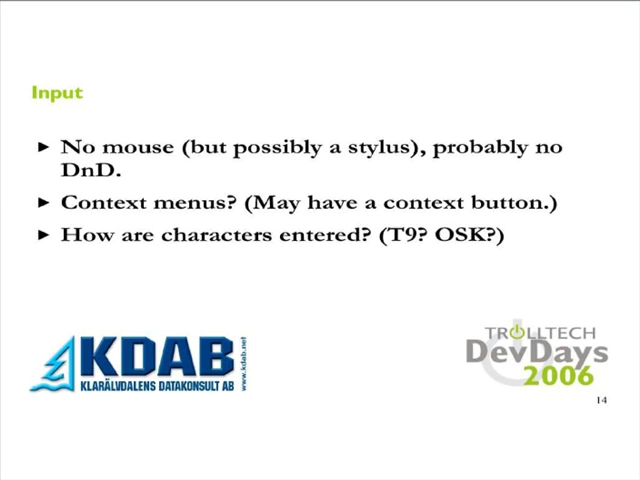 Input
► No mouse (but possibly a stylus), probably no
DnD.
► Context menus? (May have a context button.)
► How are characters entered? (T9? OSK?)
KDAB
KLARÄLVDALENS DATAKONSULT AB
www.kdab.net
TROLLTECH
DevDays
2006
14